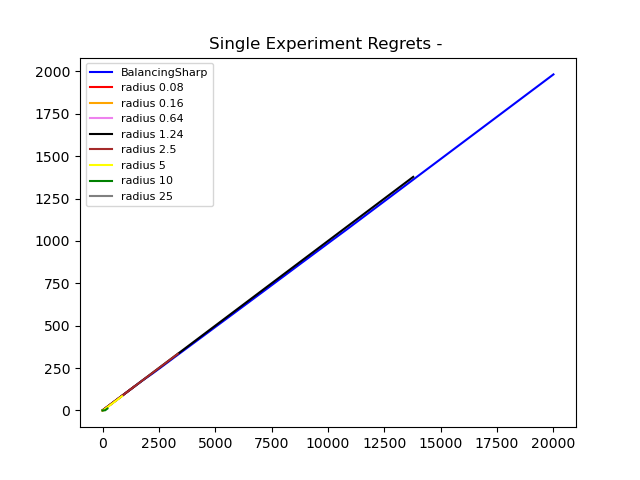 Single Experiment Regrets -
2000
1750
1500
1250
1000
750
500
250
0
BalancingSharp
radius 0.08
radius 0.16
radius 0.64
radius 1.24
radius 2.5
radius 5
radius 10
radius 25
0 2500 5000 7500 10000 12500 15000 17500 20000